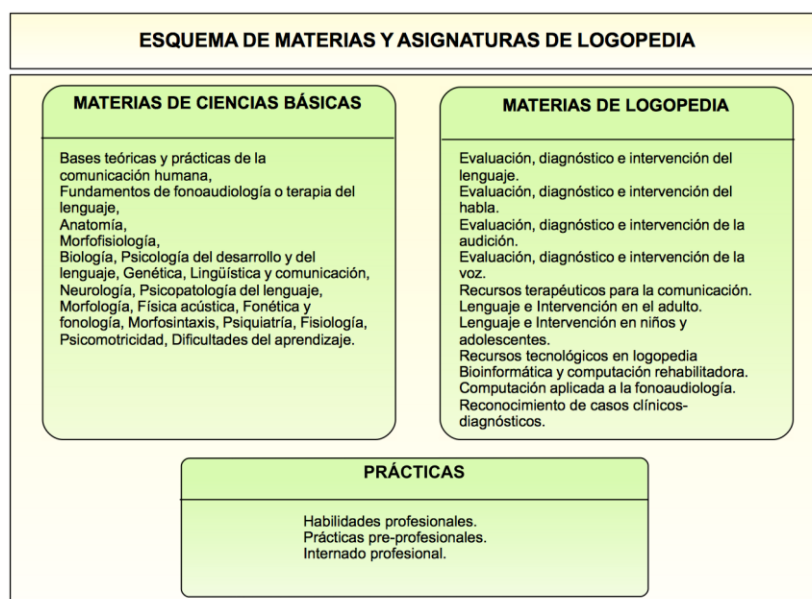 ESQUEMA DE MATERIAS Y ASIGNATURAS DE LOGOPEDIA
MATERIAS DE CIENCIAS BÁSICAS
Bases teóricas y prácticas de la
comunicación humana,
Fundamentos de fonoaudiología o terapia del
lenguaje,
Anatomía,
Morfofisiología,
Biología, Psicología del desarrollo y del
lenguaje, Genética, Lingüística y comunicación,
Neurología, Psicopatología del lenguaje,
Morfología, Física acústica, Fonética y
fonología, Morfosintaxis, Psiquiatría, Fisiología,
Psicomotricidad, Dificultades del aprendizaje.
MATERIAS DE LOGOPEDIA
Evaluación, diagnóstico e intervención del
lenguaje.
Evaluación, diagnóstico e intervención del
habla.
Evaluación, diagnóstico e intervención de la
audición.
Evaluación, diagnóstico e intervención de la
voz.
Recursos terapéuticos para la comunicación.
Lenguaje e Intervención en el adulto.
Lenguaje e Intervención en niños y
adolescentes.
Recursos tecnológicos en logopedia
Bioinformática y computación rehabilitadora.
Computación aplicada a la fonoaudiología.
Reconocimiento de casos clínicos-
diagnósticos.
PRÁCTICAS
Habilidades profesionales.
Prácticas pre-profesionales.
Internado profesional.